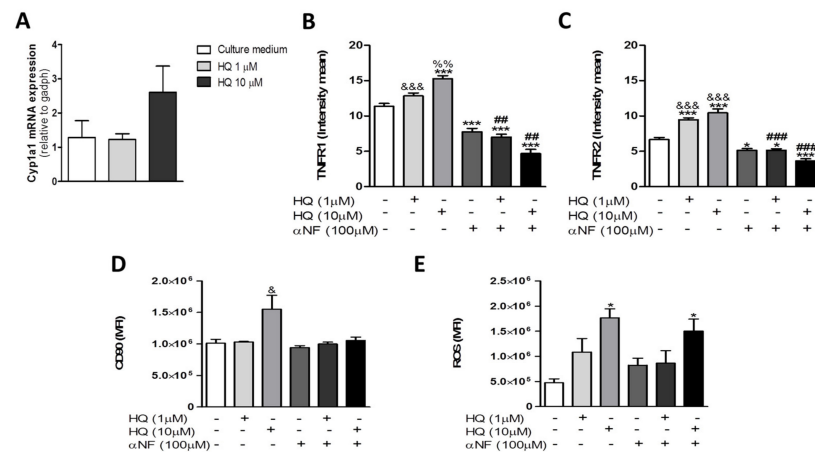 A
Cyp1a1 mRNA expression
(relative to gadph)
4
3
2
1
0
Culture medium
HQ 1 µM
HQ 10 µM
B
TNFR1 (Intensity mean)
20
15
10
5
0
&&&
%%
***
***
##
***
##
***
HQ (1µM) - + - - + -
HQ (10µM) - - + - - +
αNF (100µM) - - - + + +
C
TNFR2 (Intensity mean)
20
15
10
5
0
&&&
***
&&&
***
*
###
*
###
***
HQ (1µM) - + - - + -
HQ (10µM) - - + - - +
αNF (100µM) - - - + + +
D
CD90 (MFI)
2.0×10⁶
1.5×10⁶
1.0×10⁶
5.0×10⁵
0
&
HQ (1µM) - + - - + -
HQ (10µM) - - + - - +
αNF (100µM) - - - + + +
E
ROS (MFI)
2.5×10⁶
2.0×10⁶
1.5×10⁶
1.0×10⁶
5.0×10⁵
0
*
*
HQ (1µM) - + - - + -
HQ (10µM) - - + - - +
αNF (100µM) - - - + + +